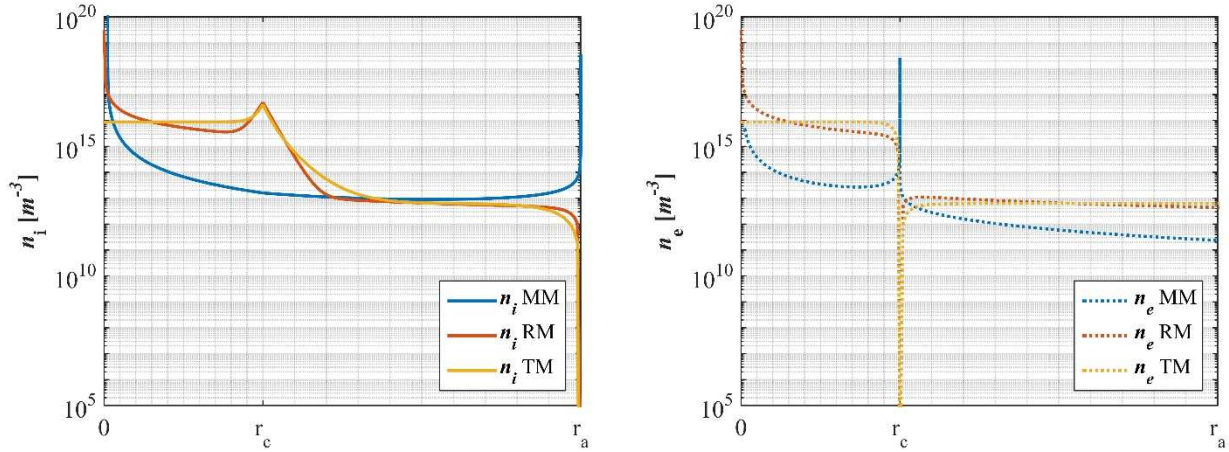 n_i [m^{-3}]
10^{20}
10^{15}
10^{10}
10^{5}
0 r_c r_a
n_i MM
n_i RM
n_i TM
n_e [m^{-3}]
10^{20}
10^{15}
10^{10}
10^{5}
0 r_c r_a
n_e MM
n_e RM
n_e TM